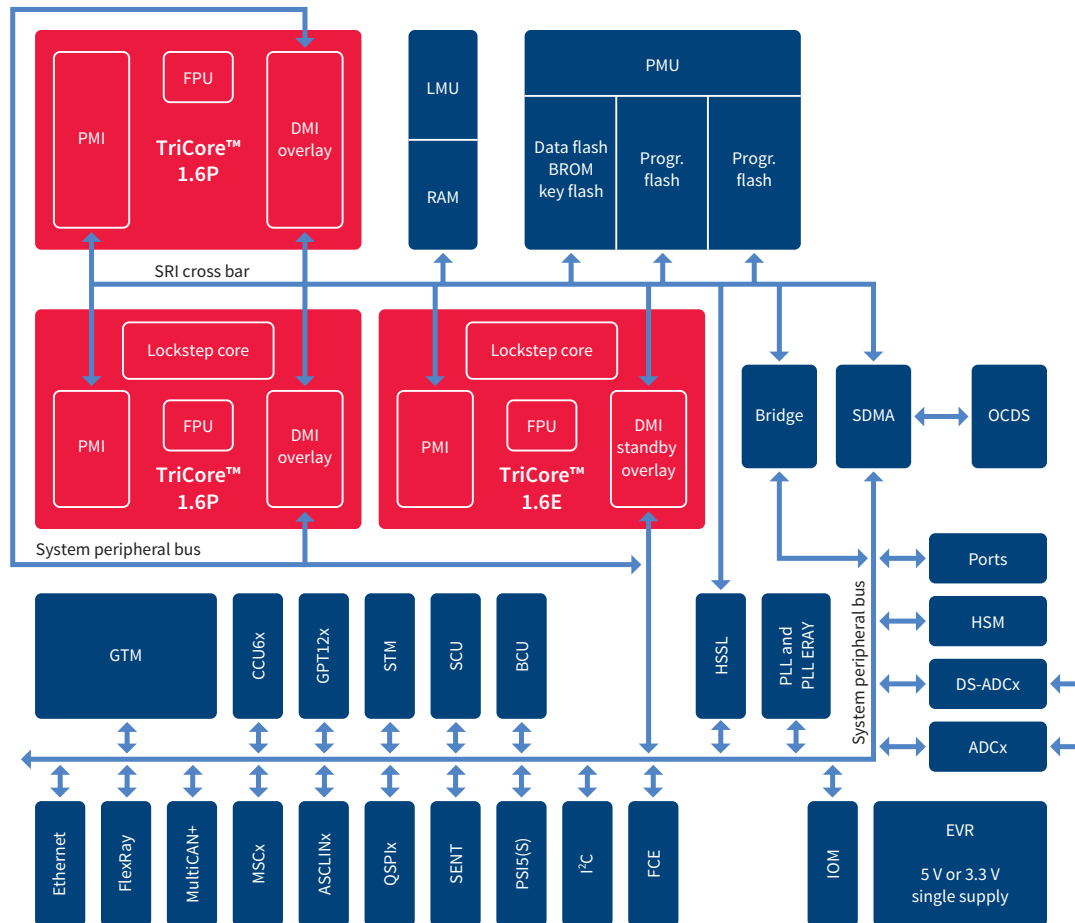 FPU
PMI
DMI
overlay
TriCore™
1.6P
LMU
RAM
PMU
Data flash
BROM
key flash
Progr.
flash
Progr.
flash
SRI cross bar
Lockstep core
PMI
FPU
DMI
overlay
TriCore™
1.6P
Lockstep core
PMI
FPU
DMI
standby
overlay
TriCore™
1.6E
Bridge
SDMA
OCDS
System peripheral bus
Ports
HSM
DS-ADCx
ADCx
System peripheral bus
GTM
CCU6x
GPT12x
STM
SCU
BCU
HSSL
PLL and
PLL ERAY
Ethernet
FlexRay
MultiCAN+
MSCx
ASCLINx
QSPIx
SENT
PSI5(S)
I²C
FCE
IOM
EVR
5 V or 3.3 V
single supply